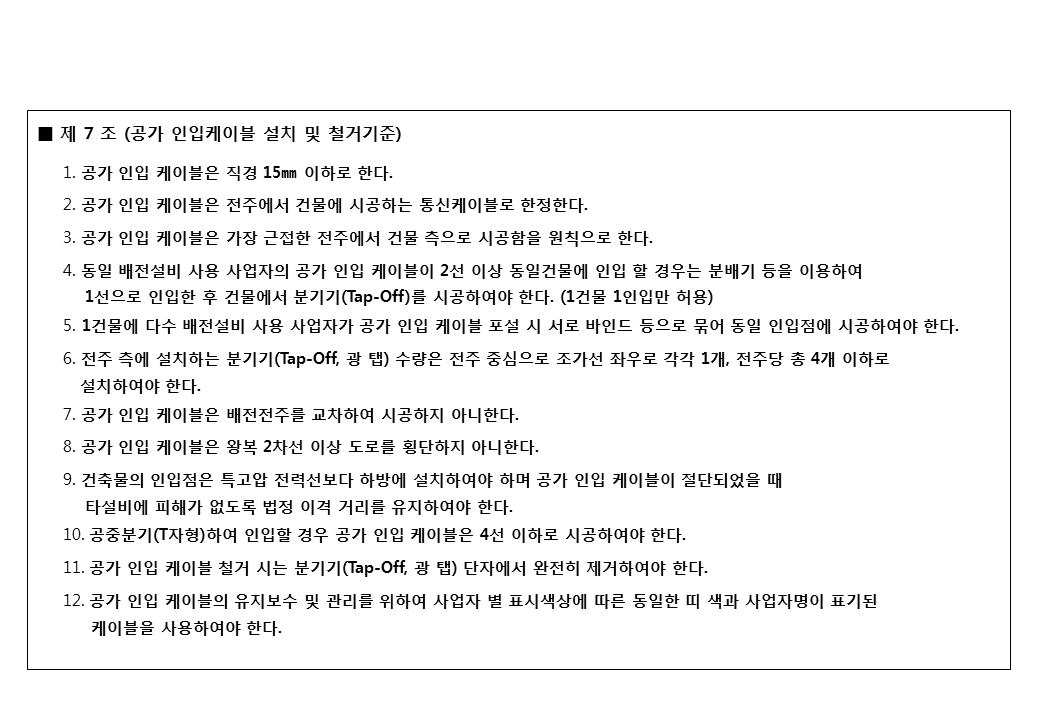 ■ 제 7 조 (공가 인입케이블 설치 및 철거기준)
1. 공가 인입 케이블은 직경 15㎜ 이하로 한다.
2. 공가 인입 케이블은 전주에서 건물에 시공하는 통신케이블로 한정한다.
3. 공가 인입 케이블은 가장 근접한 전주에서 건물 측으로 시공함을 원칙으로 한다.
4. 동일 배전설비 사용 사업자의 공가 인입 케이블이 2선 이상 동일건물에 인입 할 경우는 분배기 등을 이용하여
1선으로 인입한 후 건물에서 분기기(Tap-Off)를 시공하여야 한다. (1건물 1인입만 허용)
5. 1건물에 다수 배전설비 사용 사업자가 공가 인입 케이블 포설 시 서로 바인드 등으로 묶어 동일 인입점에 시공하여야 한다.
6. 전주 측에 설치하는 분기기(Tap-Off, 광 탭) 수량은 전주 중심으로 조가선 좌우로 각각 1개, 전주당 총 4개 이하로
설치하여야 한다.
7. 공가 인입 케이블은 배전전주를 교차하여 시공하지 아니한다.
8. 공가 인입 케이블은 왕복 2차선 이상 도로를 횡단하지 아니한다.
9. 건축물의 인입점은 특고압 전력선보다 하방에 설치하여야 하며 공가 인입 케이블이 절단되었을 때
타설비에 피해가 없도록 법정 이격 거리를 유지하여야 한다.
10. 공중분기(T자형)하여 인입할 경우 공가 인입 케이블은 4선 이하로 시공하여야 한다.
11. 공가 인입 케이블 철거 시는 분기기(Tap-Off, 광 탭) 단자에서 완전히 제거하여야 한다.
12. 공가 인입 케이블의 유지보수 및 관리를 위하여 사업자 별 표시색상에 따른 동일한 띠 색과 사업자명이 표기된
케이블을 사용하여야 한다.